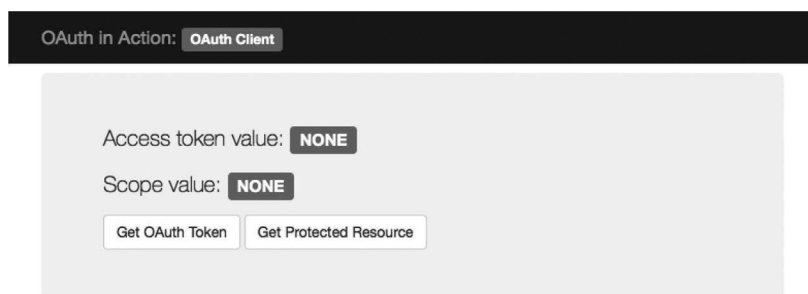 OAuth in Action: OAuth Client
Access token value: NONE
Scope value: NONE
Get OAuth Token Get Protected Resource